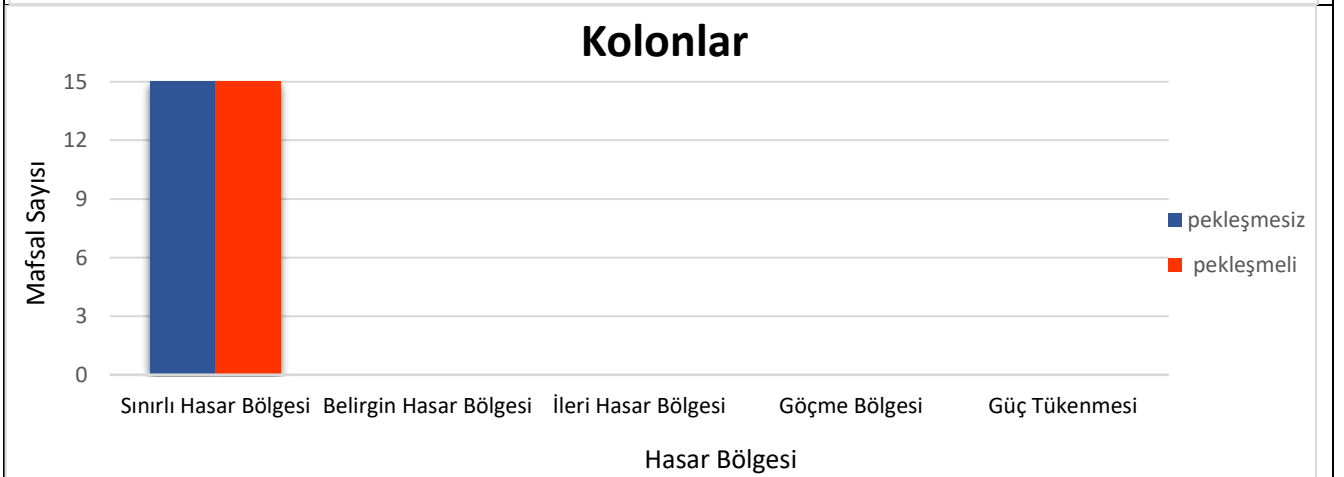 Kolonlar
15
12
9
6
3
0
Mafsal Sayısı
Sınırlı Hasar Bölgesi Belirgin Hasar Bölgesi İleri Hasar Bölgesi Göçme Bölgesi Güç Tükenmesi
Hasar Bölgesi
pekleşmesiz
pekleşmeli